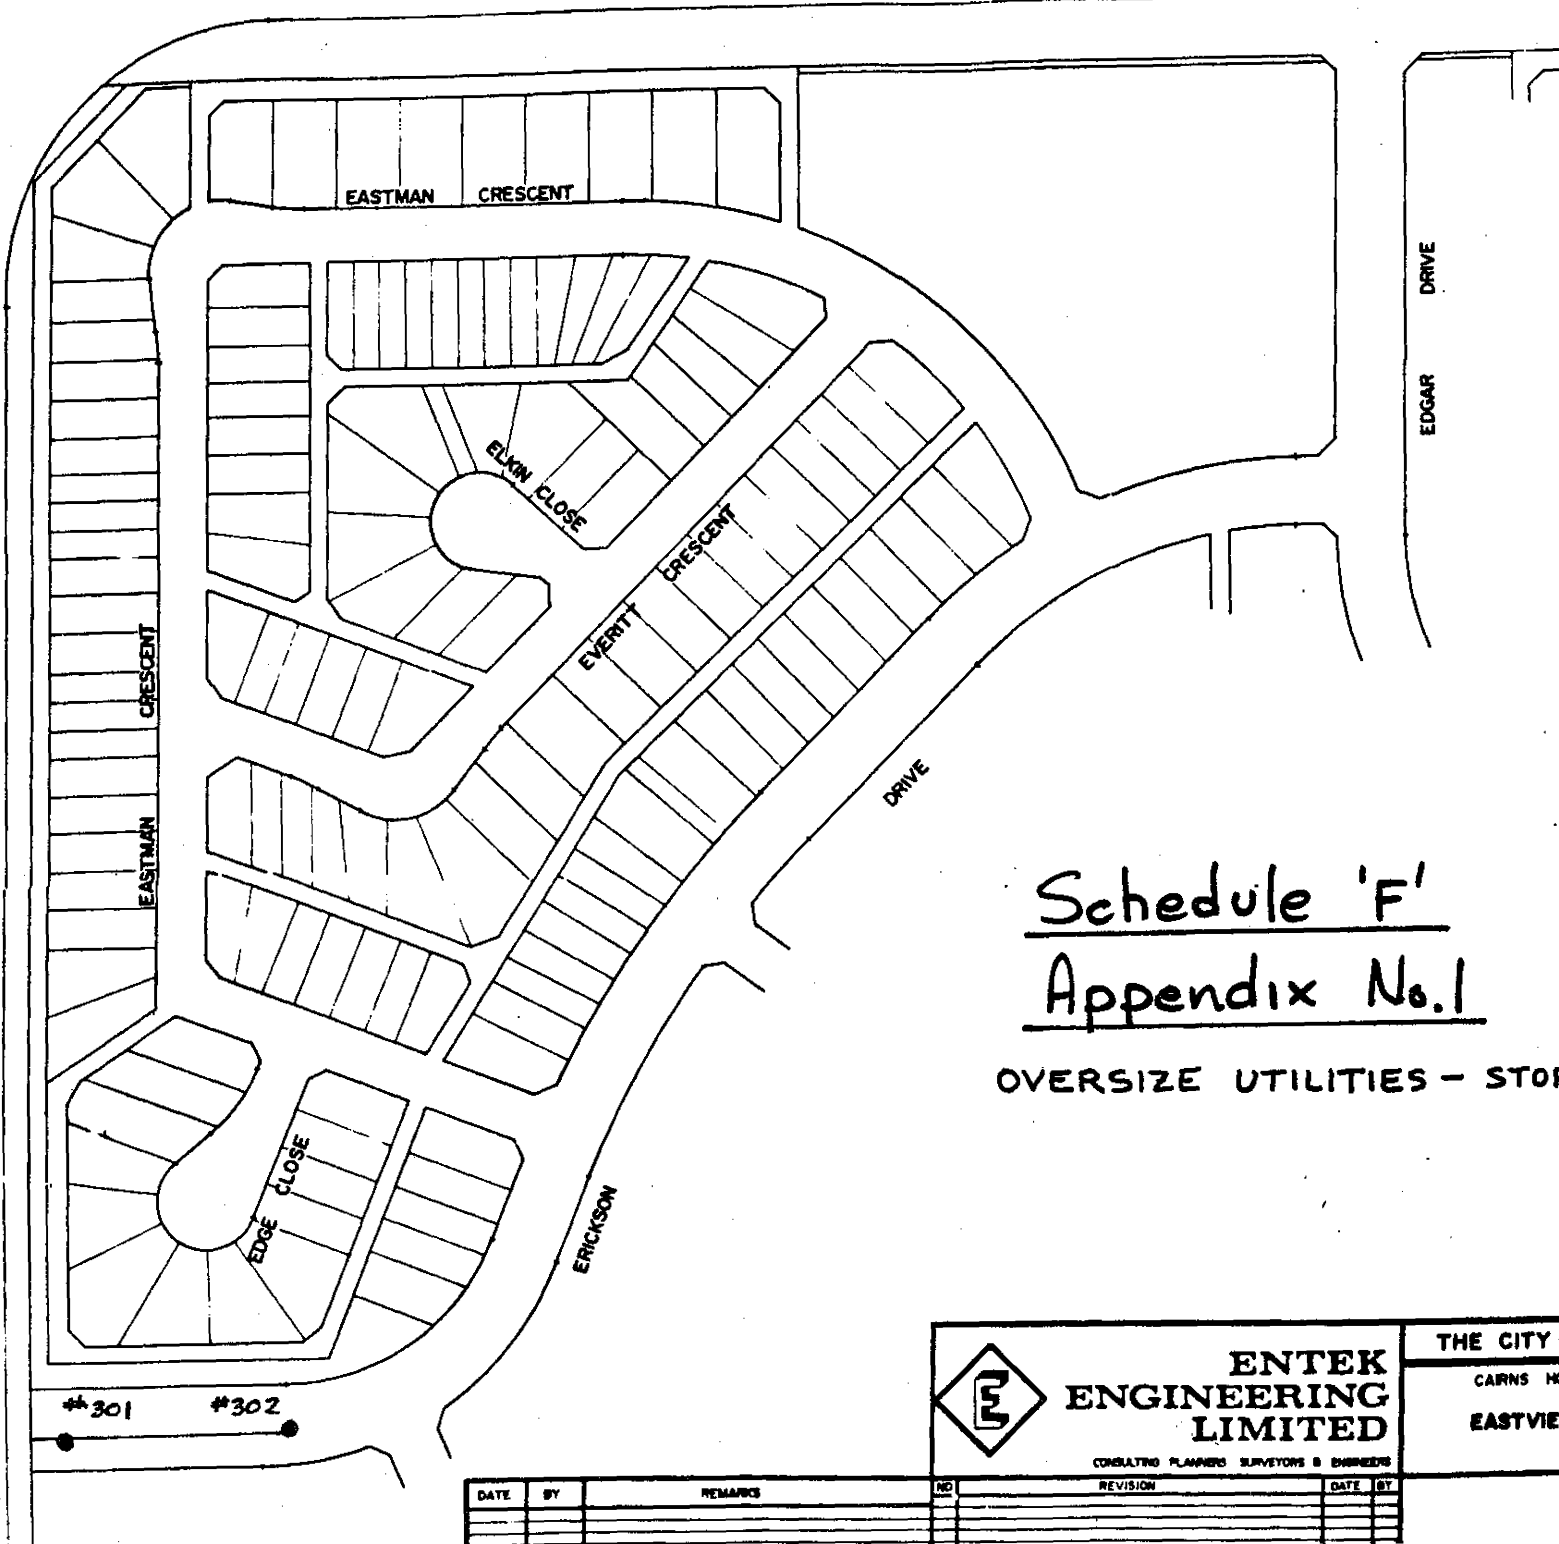 EASTMAN CRESCENT
EDGAR DRIVE
ELKIN CLOSE
EVERITT CRESCENT
EASTMAN CRESCENT
DRIVE
Schedule 'F'
Appendix No.1
OVERSIZE UTILITIES - STO
EDGE CLOSE
ERICKSON
#301 #302
E
ENTEK
ENGINEERING
LIMITED
CONSULTING PLANNERS SURVEYORS & ENGINEERS
THE CITY
CAIRNS HO
EASTVIE
DATE BY REMARKS
NO REVISION DATE BY